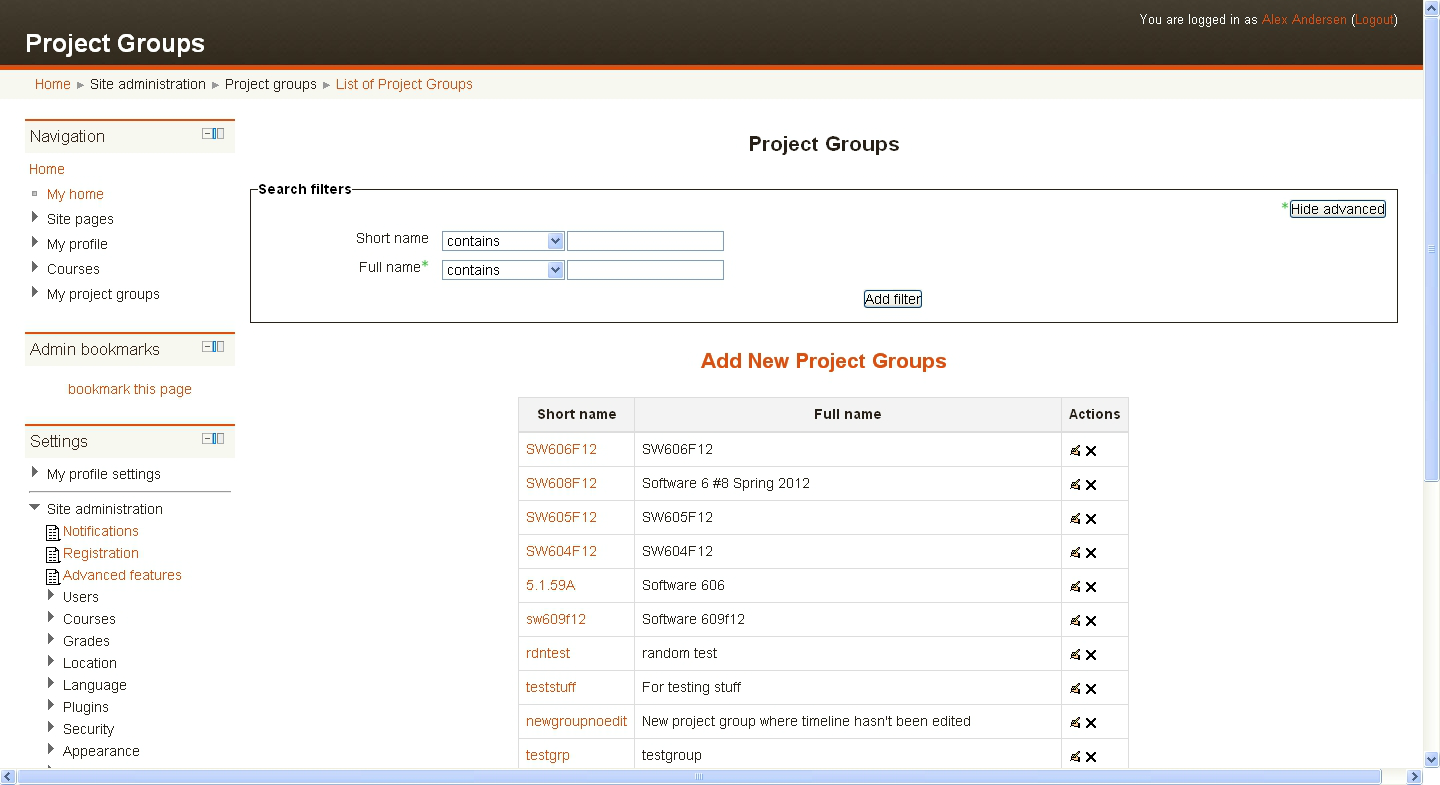 You are logged in as Alex Andersen (Logout)
Project Groups
Home ► Site administration ► Project groups ► List of Project Groups
Navigation
Home
My home
Site pages
My profile
Courses
My project groups
Admin bookmarks
bookmark this page
Settings
My profile settings
Site administration
Notifications
Registration
Advanced features
Users
Courses
Grades
Location
Language
Plugins
Security
Appearance
Project Groups
Search filters
*Hide advanced
Short name contains
Full name* contains
Add filter
Add New Project Groups
Short name Full name Actions
SW606F12 SW606F12
SW608F12 Software 6 #8 Spring 2012
SW605F12 SW605F12
SW604F12 SW604F12
5.1.59A Software 606
sw609f12 Software 609f12
rdntest random test
teststuff For testing stuff
newgroupnoedit New project group where timeline hasn't been edited
testgrp testgroup